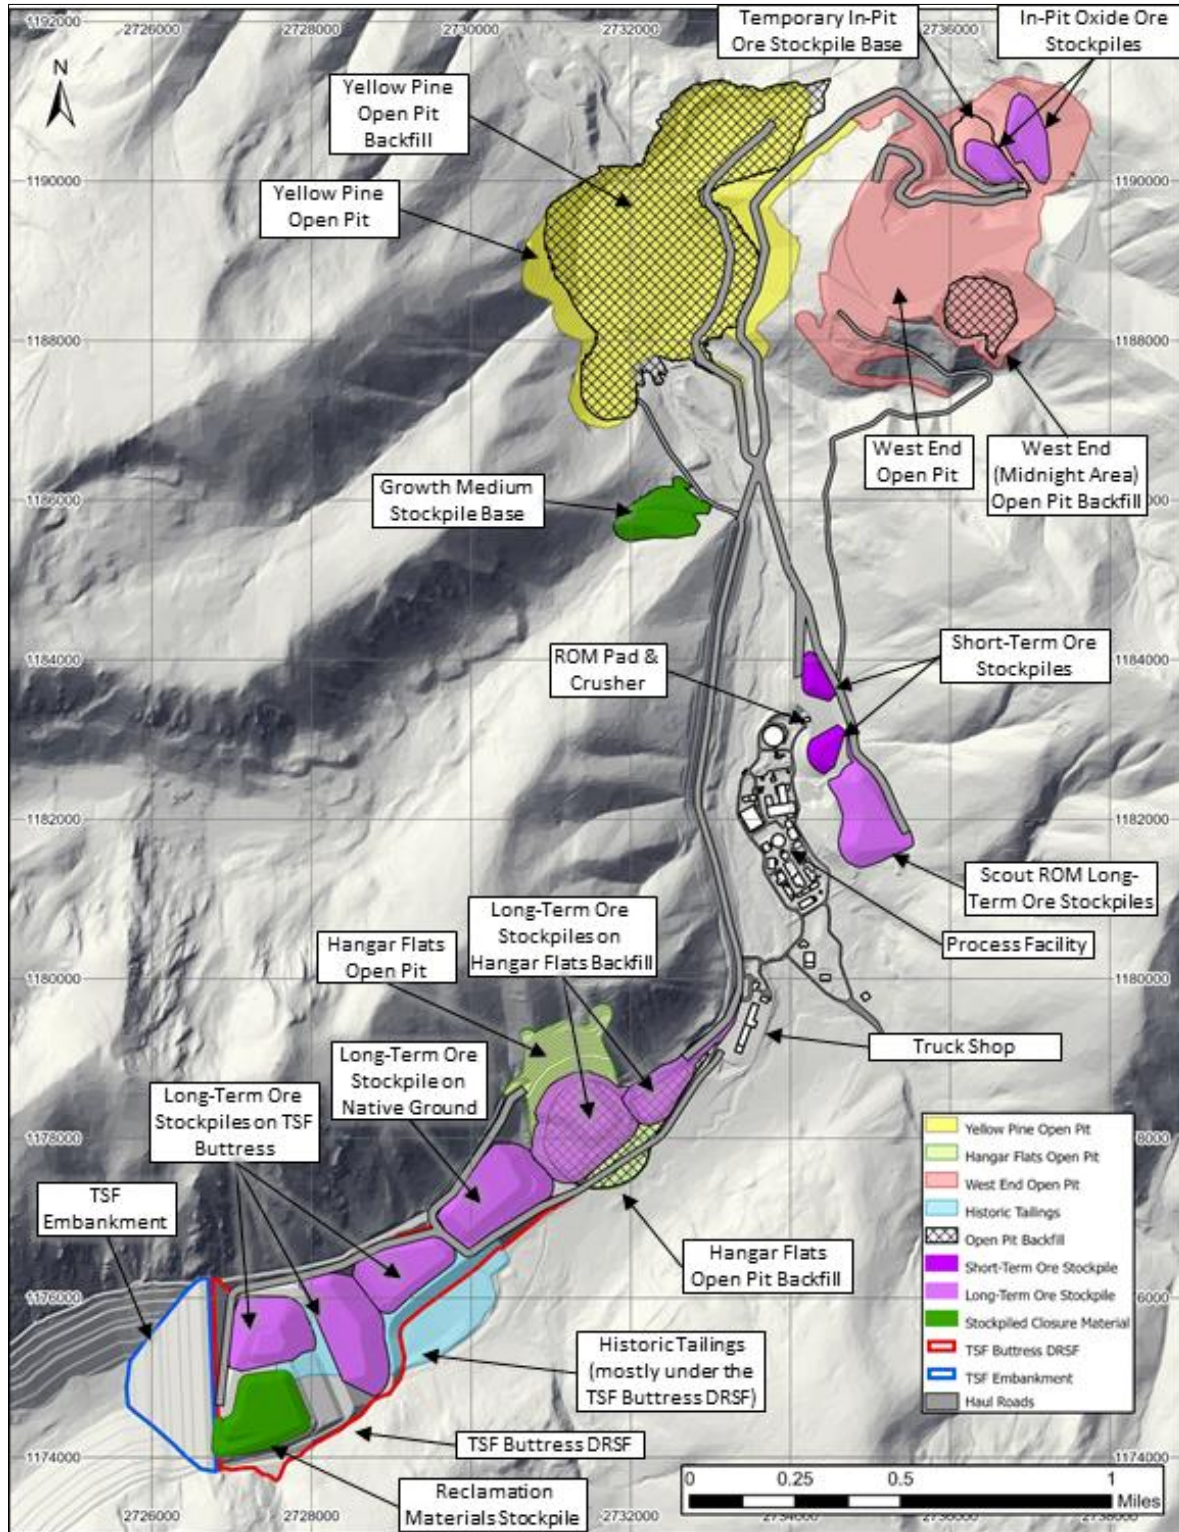 1192000
2726000
2728000
2730000
2732000
2736000
Temporary In-Pit
Ore Stockpile Base
In-Pit Oxide Ore
Stockpiles
N
Yellow Pine
Open Pit
Backfill
1190000
1190000
Yellow Pine
Open Pit
1188000
1188000
West End
Open Pit
West End
(Midnight Area)
Open Pit Backfill
1186000
Growth Medium
Stockpile Base
1184000
1184000
ROM Pad &
Crusher
Short-Term Ore
Stockpiles
1182000
1182000
Scout ROM Long-
Term Ore Stockpiles
Process Facility
Long-Term Ore
Stockpiles on
Hangar Flats Backfill
Hangar Flats
Open Pit
1180000
1180000
Truck Shop
Long-Term Ore
Stockpile on
Native Ground
Long-Term Ore
Stockpiles on TSF
Buttress
1178000
8000
TSF
Embankment
Hangar Flats
Open Pit Backfill
1176000
6000
Historic Tailings
(mostly under the
TSF Buttress DRSF)
TSF Buttress DRSF
Reclamation
Materials Stockpile
Yellow Pine Open Pit
Hangar Flats Open Pit
West End Open Pit
Historic Tailings
Open Pit Backfill
Short-Term Ore Stockpile
Long-Term Ore Stockpile
Stockpiled Closure Material
TSF Buttress DRSF
TSF Embankment
Haul Roads
1174000
1174000
0 0.25 0.5 1
Miles
2726000
2728000
2732000
2734000
2736000
2738000